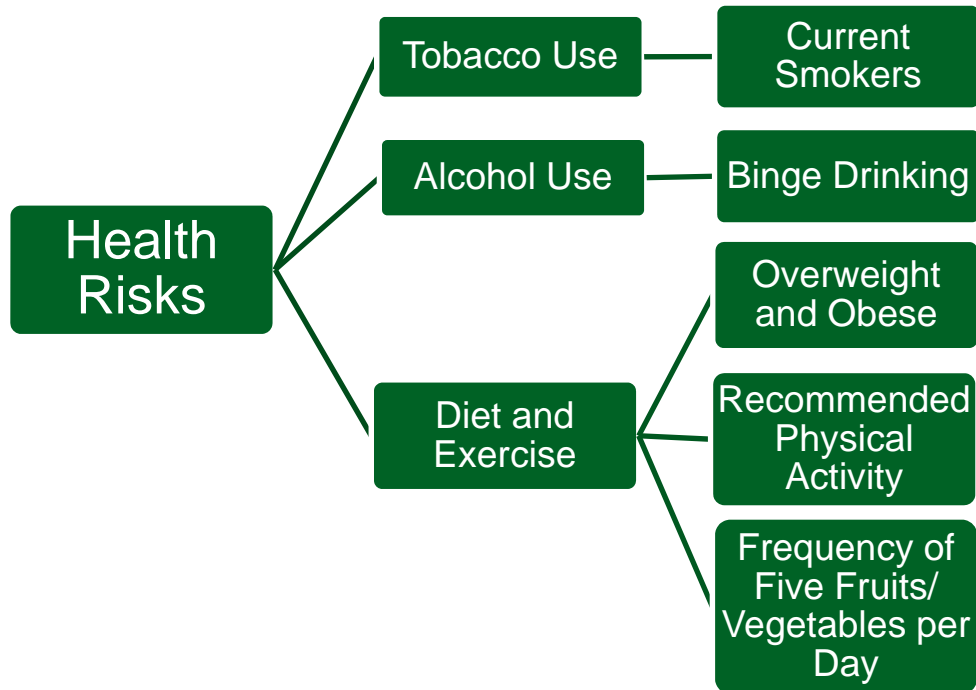 Health
Risks
Tobacco Use
Current
Smokers
Alcohol Use
Binge Drinking
Diet and
Exercise
Overweight
and Obese
Recommended
Physical
Activity
Frequency of
Five Fruits/
Vegetables per
Day